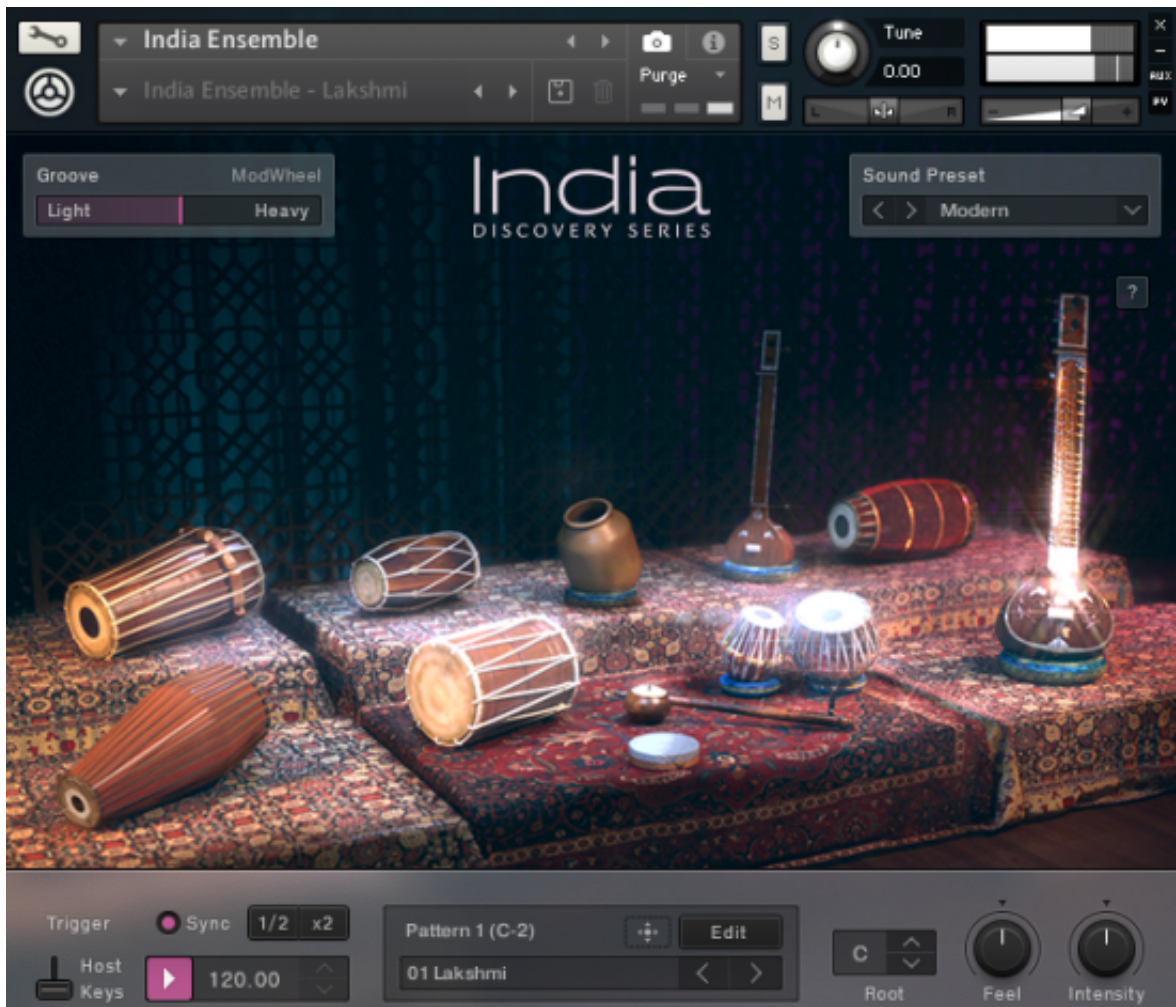 India Ensemble
India Ensemble - Lakshmi
Purge
S
M
Tune
0.00
L R
- +
×
-
AUX
PV
Groove ModWheel
Light Heavy
India
DISCOVERY SERIES
Sound Preset
< > Modern
?
Trigger
Sync 1/2 x2
Host
Keys
120.00
Pattern 1 (C-2)
Edit
01 Lakshmi < >
C
Root
Feel
Intensity